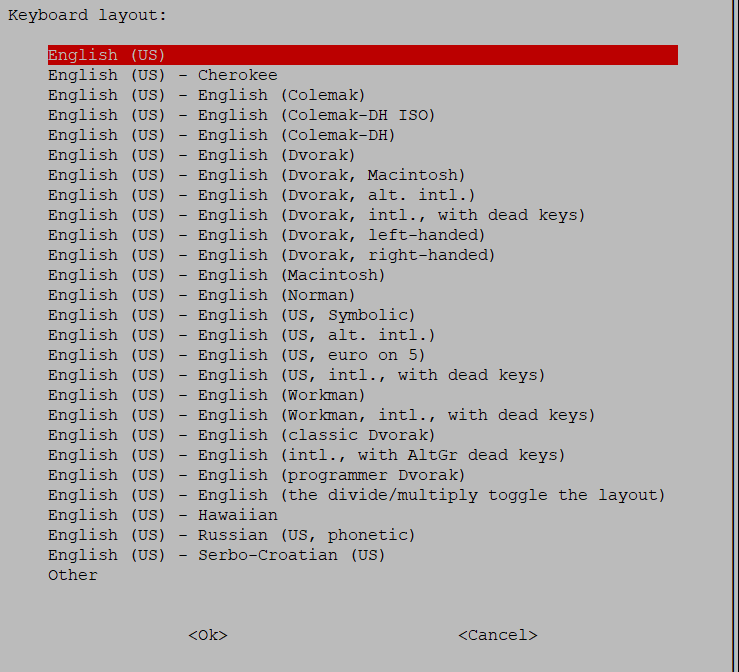 Keyboard layout:
English (US)
English (US) - Cherokee
English (US) - English (Colemak)
English (US) - English (Colemak-DH ISO)
English (US) - English (Colemak-DH)
English (US) - English (Dvorak)
English (US) - English (Dvorak, Macintosh)
English (US) - English (Dvorak, alt. intl.)
English (US) - English (Dvorak, intl., with dead keys)
English (US) - English (Dvorak, left-handed)
English (US) - English (Dvorak, right-handed)
English (US) - English (Macintosh)
English (US) - English (Norman)
English (US) - English (US, Symbolic)
English (US) - English (US, alt. intl.)
English (US) - English (US, euro on 5)
English (US) - English (US, intl., with dead keys)
English (US) - English (Workman)
English (US) - English (Workman, intl., with dead keys)
English (US) - English (classic Dvorak)
English (US) - English (intl., with AltGr dead keys)
English (US) - English (programmer Dvorak)
English (US) - English (the divide/multiply toggle the layout)
English (US) - Hawaiian
English (US) - Russian (US, phonetic)
English (US) - Serbo-Croatian (US)
Other
<Ok> <Cancel>